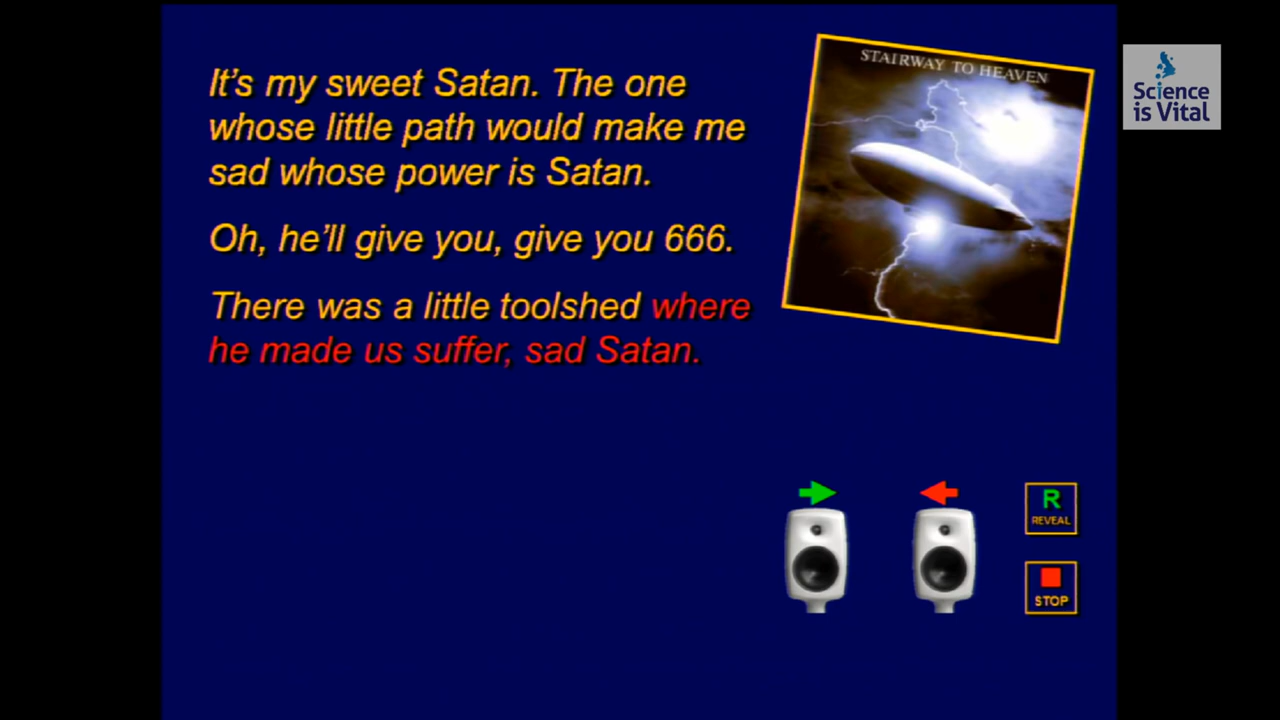 It's my sweet Satan. The one
whose little path would make me
sad whose power is Satan.
Oh, he'll give you, give you 666.
There was a little toolshed where
he made us suffer, sad Satan.
STAIRWAY TO HEAVEN
Science
is Vital
R
REVEAL
STOP